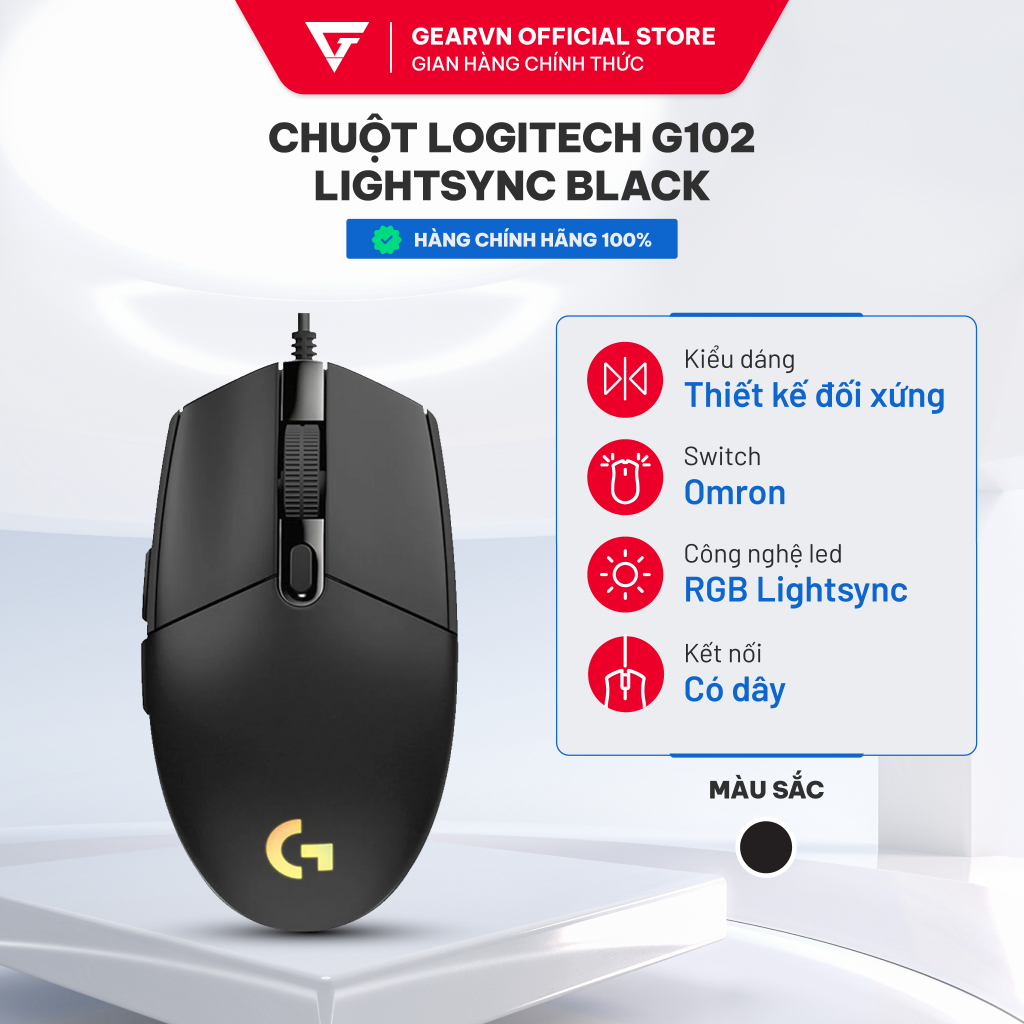 GEARVN OFFICIAL STORE
GIAN HÀNG CHÍNH THỨC
CHUỘT LOGITECH G102
LIGHTSYNC BLACK
HÀNG CHÍNH HÃNG 100%
Kiểu dáng
Thiết kế đối xứng
Switch
Omron
Công nghệ led
RGB Lightsync
Kết nối
Có dây
MÀU SẮC
G